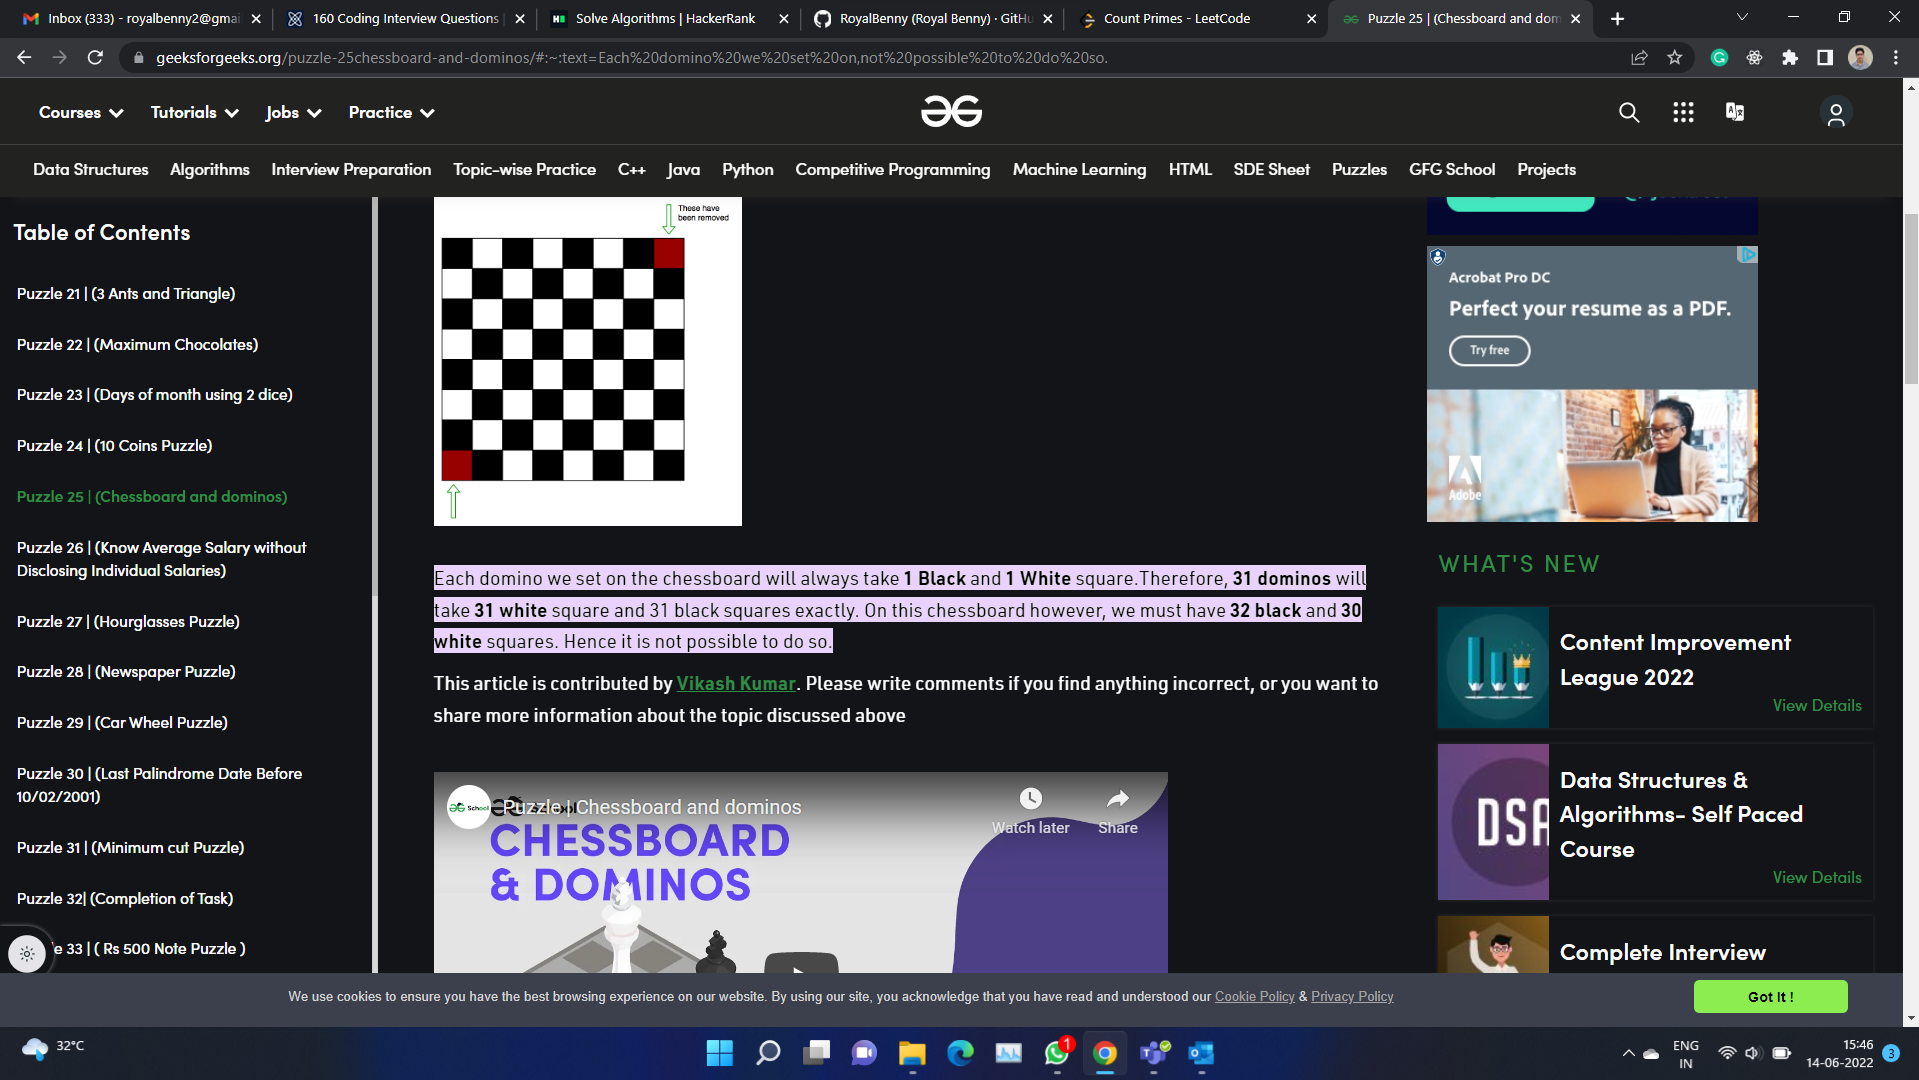 Inbox (333) - royalbenny2@gmai
160 Coding Interview Questions
Solve Algorithms | HackerRank
RoyalBenny (Royal Benny) · GitHu
Count Primes - LeetCode
Puzzle 25 | (Chessboard and dom
geeksforgeeks.org/puzzle-25chessboard-and-dominos/#:~:text=Each%20domino%20we%20set%20on,not%20possible%20to%20do%20so.
Courses
Tutorials
Jobs
Practice
Data Structures
Algorithms
Interview Preparation
Topic-wise Practice
C++
Java
Python
Competitive Programming
Machine Learning
HTML
SDE Sheet
Puzzles
GFG School
Projects
Table of Contents
Puzzle 21 | (3 Ants and Triangle)
Puzzle 22 | (Maximum Chocolates)
Puzzle 23 | (Days of month using 2 dice)
Puzzle 24 | (10 Coins Puzzle)
Puzzle 25 | (Chessboard and dominos)
Puzzle 26 | (Know Average Salary without
Disclosing Individual Salaries)
Puzzle 27 | (Hourglasses Puzzle)
Puzzle 28 | (Newspaper Puzzle)
Puzzle 29 | (Car Wheel Puzzle)
Puzzle 30 | (Last Palindrome Date Before
10/02/2001)
Puzzle 31 | (Minimum cut Puzzle)
Puzzle 32| (Completion of Task)
e 33 | ( Rs 500 Note Puzzle )
These have
been removed
Each domino we set on the chessboard will always take 1 Black and 1 White square.Therefore, 31 dominos will
take 31 white square and 31 black squares exactly. On this chessboard however, we must have 32 black and 30
white squares. Hence it is not possible to do so.
This article is contributed by Vikash Kumar. Please write comments if you find anything incorrect, or you want to
share more information about the topic discussed above
Puzzle | Chessboard and dominos
School
Watch later
Share
CHESSBOARD
& DOMINOS
Acrobat Pro DC
Perfect your resume as a PDF.
Try free
Adobe
WHAT'S NEW
Content Improvement
League 2022
View Details
DSA
Data Structures &
Algorithms- Self Paced
Course
View Details
Complete Interview
We use cookies to ensure you have the best browsing experience on our website. By using our site, you acknowledge that you have read and understood our Cookie Policy & Privacy Policy
Got It !
32°C
1
ENG
IN
15:46
14-06-2022
3